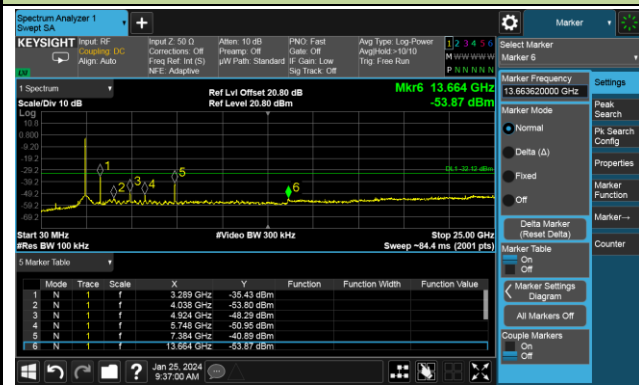 Spectrum Analyzer 1
Swept SA
+
Marker
KEYSIGHT
Input: RF
Coupling: DC
Align: Auto
Input Z: 50 Ω
Corrections: Off
Freq Ref: Int (S)
NFE: Adaptive
Atten: 10 dB
Preamp: Off
µW Path: Standard
PNO: Fast
Gate: Off
IF Gain: Low
Sig Track: Off
Avg Type: Log-Power
Avg|Hold:>10/10
Trig: Free Run
1 2 3 4 5 6
M W W W W W
P N N N N N
Select Marker
Marker 6
1 Spectrum
Scale/Div 10 dB
Log
Ref Lvl Offset 20.80 dB
Ref Level 20.80 dBm
Mkr6 13.664 GHz
-53.87 dBm
10.8
0.800
-9.20
-19.2
-29.2
-39.2
-49.2
-59.2
-69.2
1
2
3
4
5
6
Start 30 MHz
#Res BW 100 kHz
#Video BW 300 kHz
Stop 25.00 GHz
Sweep ~84.4 ms (2001 pts)
5 Marker Table
Mode Trace Scale X Y Function Function Width Function Value
1 N 1 f 3.289 GHz -35.43 dBm
2 N 1 f 4.038 GHz -53.80 dBm
3 N 1 f 4.924 GHz -48.29 dBm
4 N 1 f 5.748 GHz -50.95 dBm
5 N 1 f 7.384 GHz -40.89 dBm
6 N 1 f 13.664 GHz -53.87 dBm
Marker Frequency
13.663620000 GHz
Marker Mode
Normal
Delta (Δ)
Fixed
Off
Delta Marker
(Reset Delta)
Marker Table
On
Off
Marker Settings
Diagram
All Markers Off
Couple Markers
On
Off
Settings
Peak
Search
Pk Search
Config
Properties
Marker
Function
Marker→
Counter
?
Jan 25, 2024
9:37:00 AM